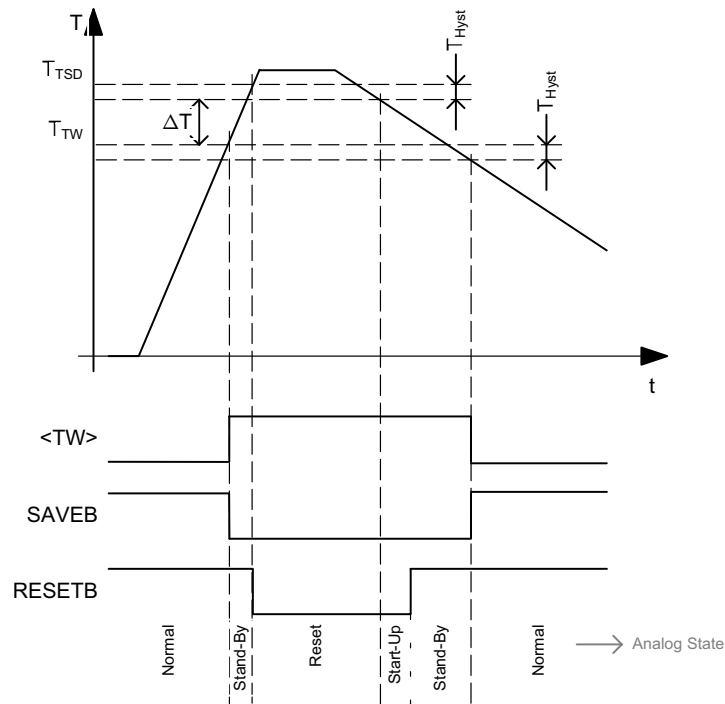 T
T_Hyst
T_TSD
T_Hyst
ΔT
T_TW
t
<TW>
SAVEB
RESETB
Normal
Stand-By
Reset
Start-Up
Stand-By
Normal
Analog State